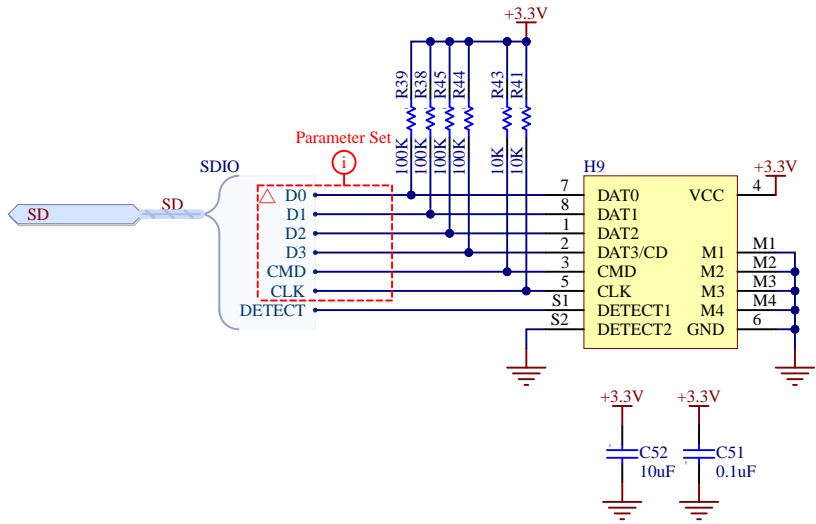 +3.3V
R39
R38
R45
R44
R43
R41
100K
100K
100K
100K
10K
10K
Parameter Set
i
SDIO
H9
+3.3V
SD
SD
D0
D1
D2
D3
CMD
CLK
DETECT
7
8
1
2
3
5
S1
S2
DAT0
DAT1
DAT2
DAT3/CD
CMD
CLK
DETECT1
DETECT2
VCC
M1
M2
M3
M4
GND
4
M1
M2
M3
M4
6
+3.3V
+3.3V
C52
10uF
C51
0.1uF